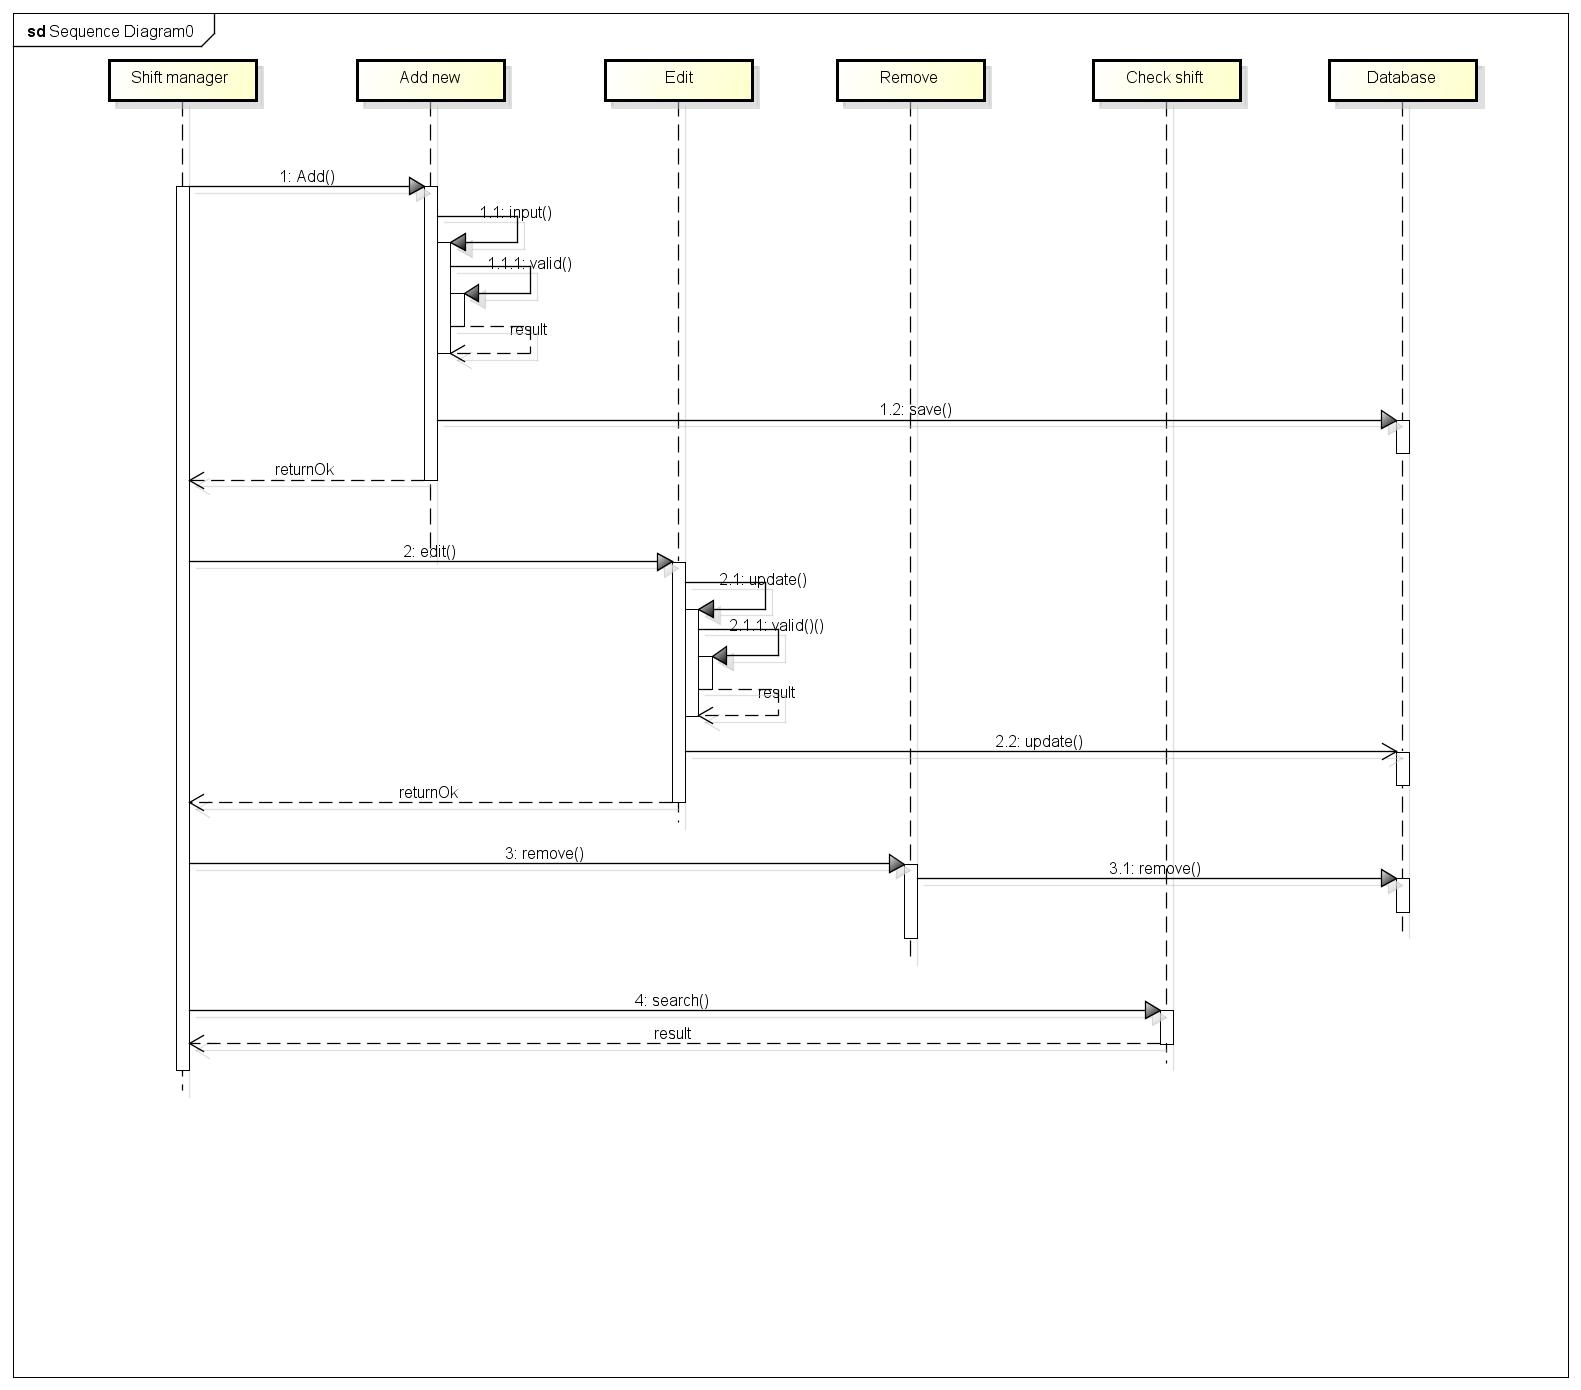 sd Sequence Diagram0
Shift manager
Add new
Edit
Remove
Check shift
Database
1: Add()
1.1: input()
1.1.1: valid()
result
1.2: save()
returnOk
2: edit()
2.1: update()
2.1.1: valid()()
result
2.2: update()
returnOk
3: remove()
3.1: remove()
4: search()
result